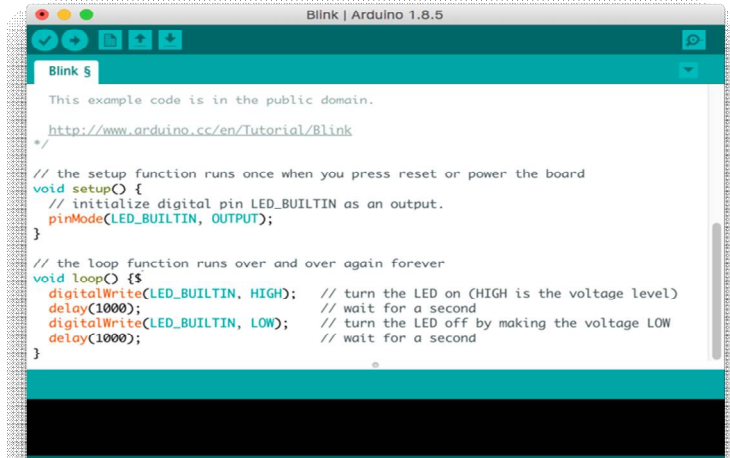 Blink | Arduino 1.8.5
Blink §
This example code is in the public domain.
http://www.arduino.cc/en/Tutorial/Blink
*/
// the setup function runs once when you press reset or power the board
void setup() {
// initialize digital pin LED_BUILTIN as an output.
pinMode(LED_BUILTIN, OUTPUT);
}
// the loop function runs over and over again forever
void loop() {$
digitalWrite(LED_BUILTIN, HIGH);   // turn the LED on (HIGH is the voltage level)
delay(1000);                       // wait for a second
digitalWrite(LED_BUILTIN, LOW);    // turn the LED off by making the voltage LOW
delay(1000);                       // wait for a second
}